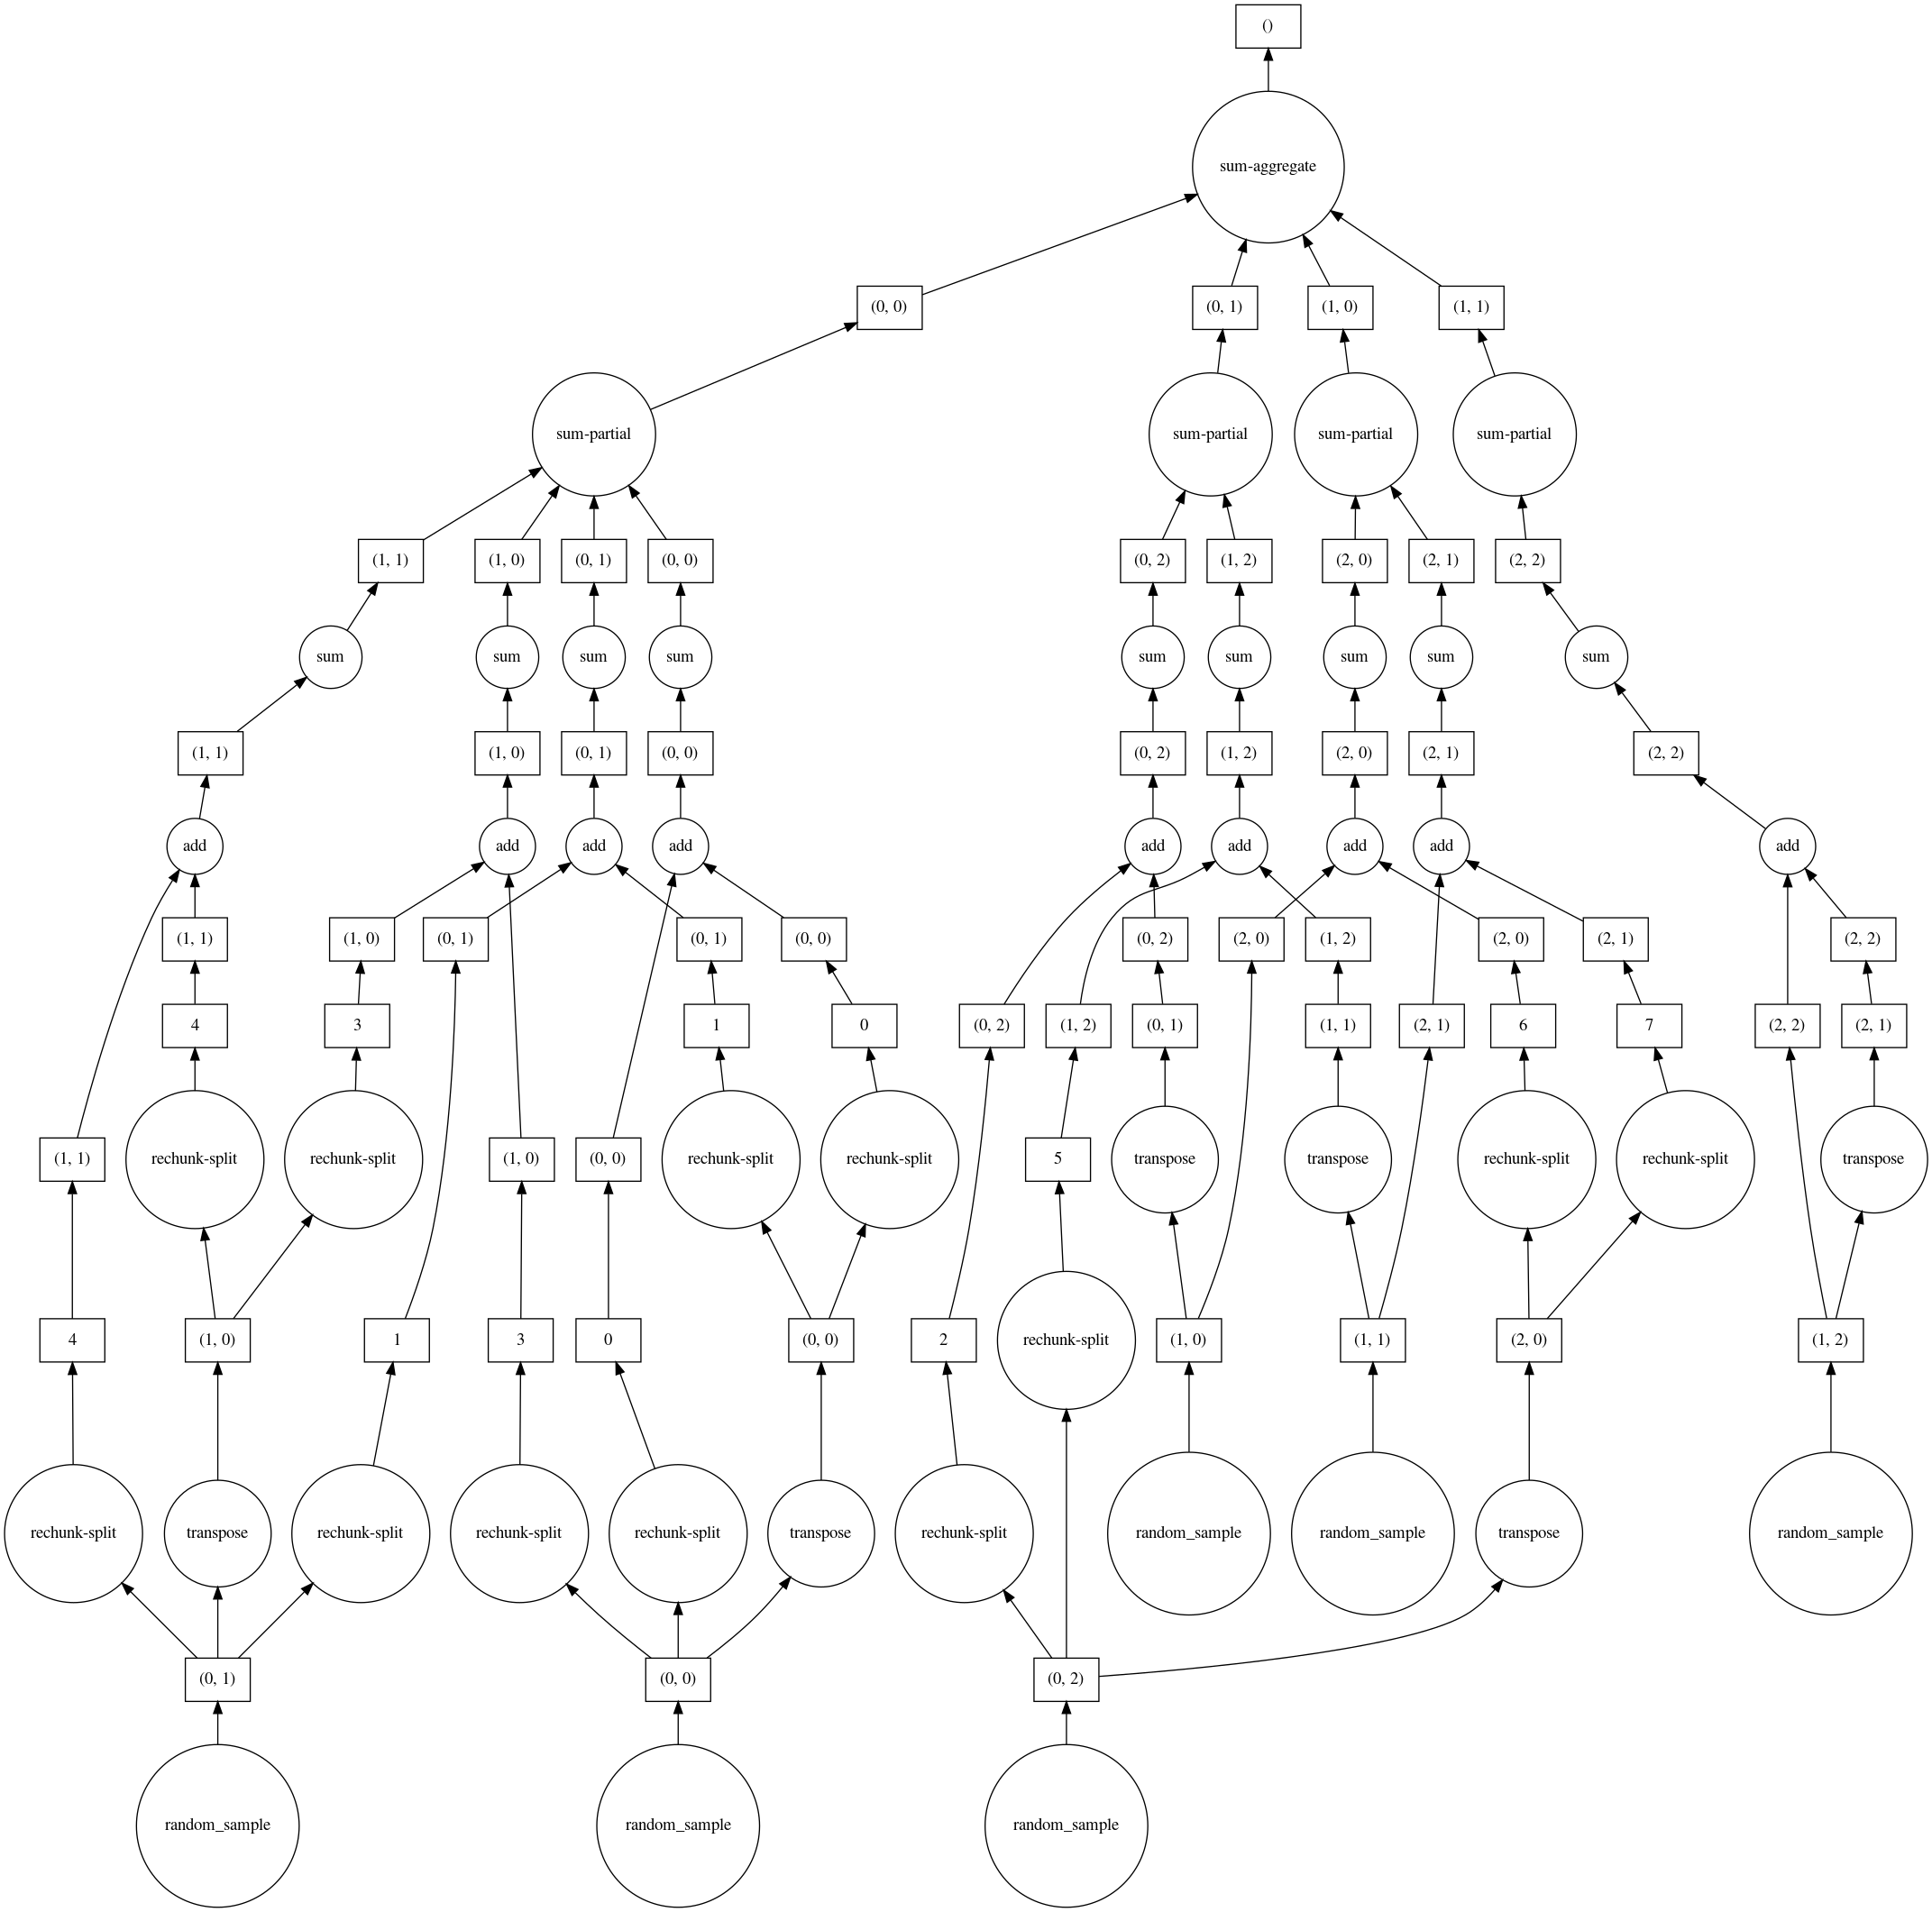 ()
sum-aggregate
(0, 0)
(0, 1)
(1, 0)
(1, 1)
sum-partial
sum-partial
sum-partial
sum-partial
(1, 1)
(1, 0)
(0, 1)
(0, 0)
(0, 2)
(1, 2)
(2, 0)
(2, 1)
(2, 2)
sum
sum
sum
sum
sum
sum
sum
sum
sum
(1, 1)
(1, 0)
(0, 1)
(0, 0)
(0, 2)
(1, 2)
(2, 0)
(2, 1)
(2, 2)
add
add
add
add
add
add
add
add
add
(1, 1)
(1, 0)
(0, 1)
(0, 1)
(0, 0)
(0, 2)
(2, 0)
(1, 2)
(2, 0)
(2, 1)
(2, 2)
4
3
1
0
(0, 2)
(1, 2)
(0, 1)
(1, 1)
(2, 1)
6
7
(2, 2)
(2, 1)
(1, 1)
rechunk-split
rechunk-split
(1, 0)
(0, 0)
rechunk-split
rechunk-split
5
transpose
transpose
rechunk-split
rechunk-split
transpose
4
(1, 0)
1
3
0
(0, 0)
2
rechunk-split
(1, 0)
(1, 1)
(2, 0)
(1, 2)
rechunk-split
transpose
rechunk-split
rechunk-split
rechunk-split
transpose
rechunk-split
random_sample
random_sample
transpose
random_sample
(0, 1)
(0, 0)
(0, 2)
random_sample
random_sample
random_sample